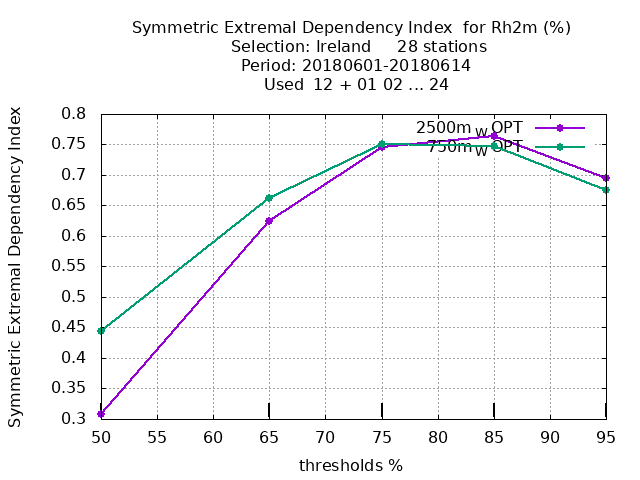 Symmetric Extremal Dependency Index for Rh2m (%)
Selection: Ireland 28 stations
Period: 20180601-20180614
Used 12 + 01 02 ... 24
Symmetric Extremal Dependency Index
0.8
0.75
0.7
0.65
0.6
0.55
0.5
0.45
0.4
0.35
0.3
2500m W OPT
750m W OPT
50 55 60 65 70 75 80 85 90 95
thresholds %